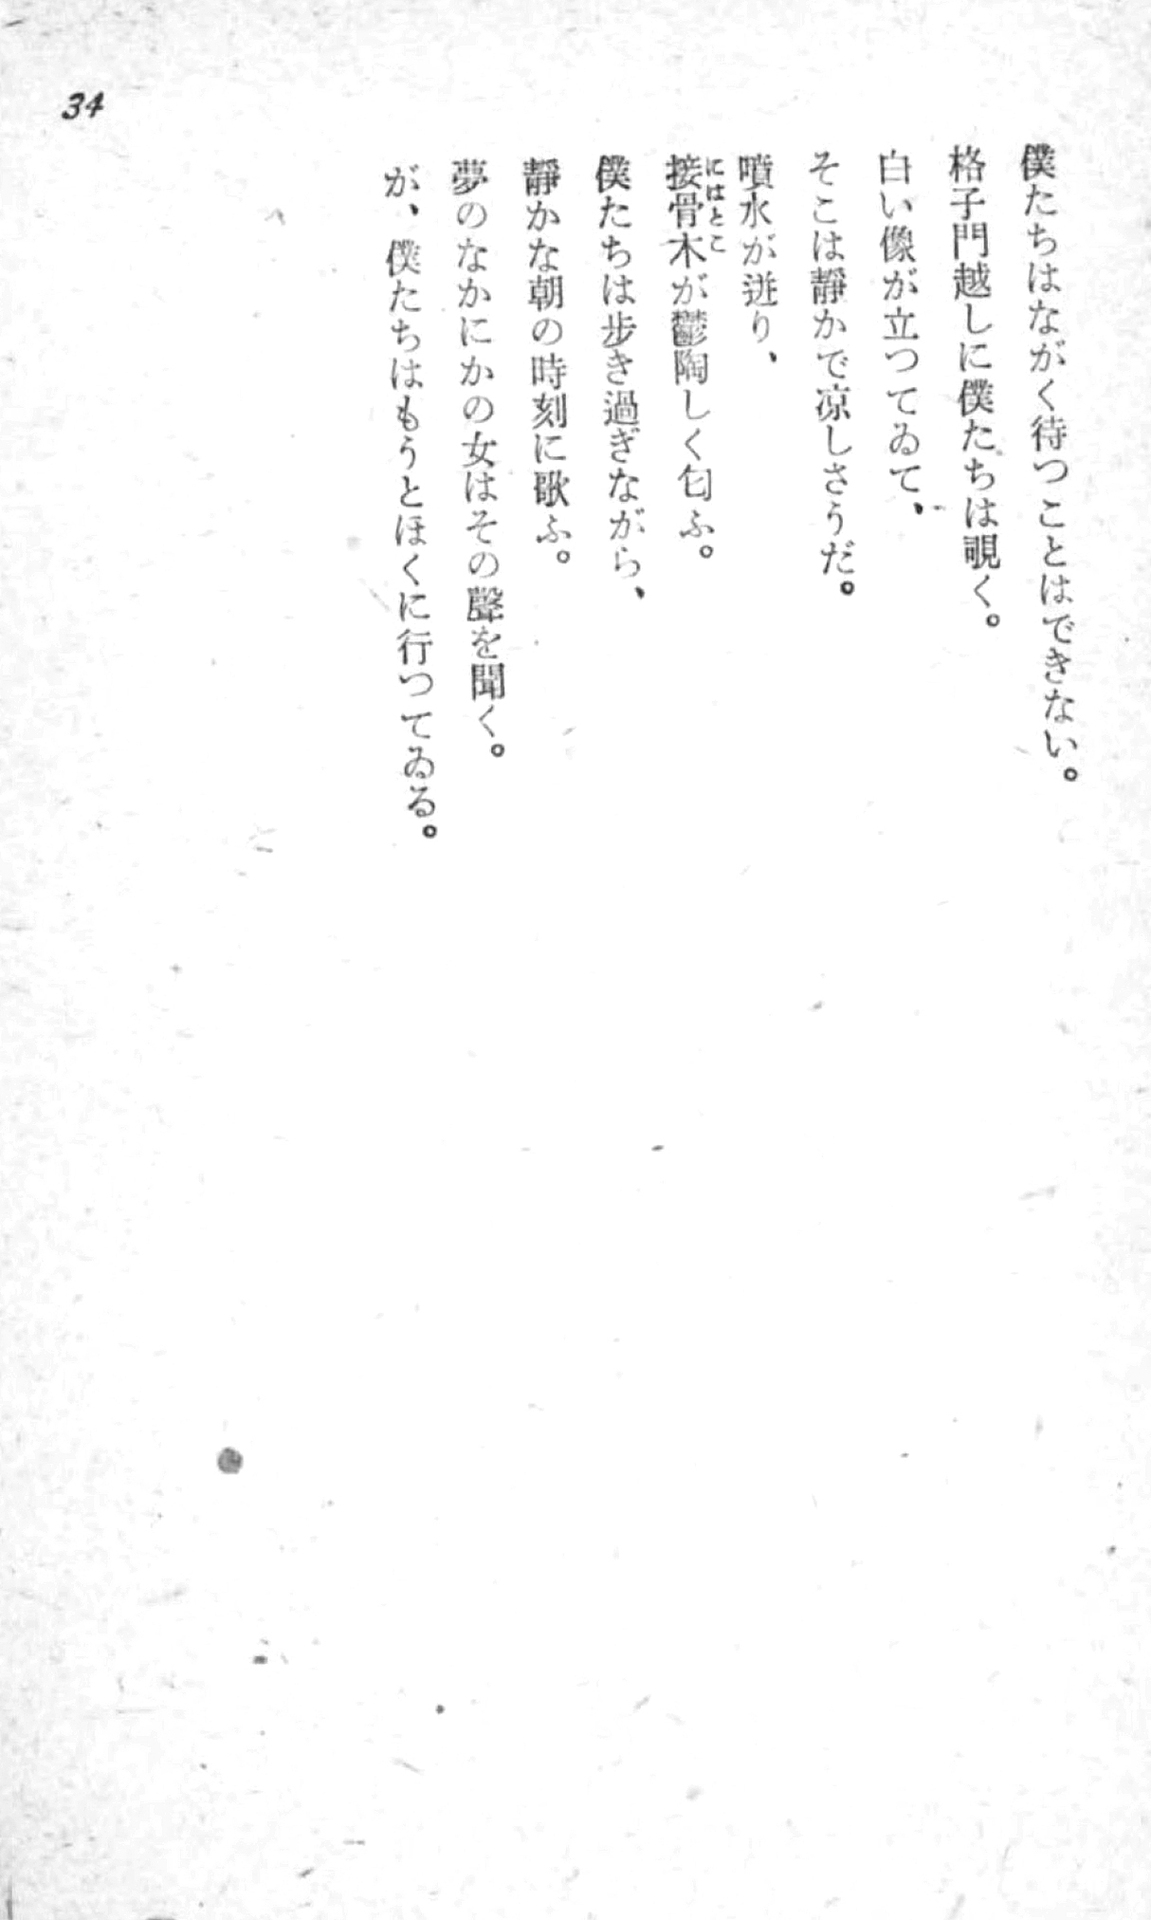 34
僕たちはながく待つことはできない。
格子門越しに僕たちは覗く。
白い像が立つてゐて、
そこは靜かで凉しさうだ。
噴水が迸り、
接骨木が鬱陶しく匂ふ。
にはとこ
僕たちは步き過ぎながら、
靜かな朝の時刻に歌ふ。
夢のなかにかの女はその聲を聞く。
が、僕たちはもうとほくに行つてゐる。